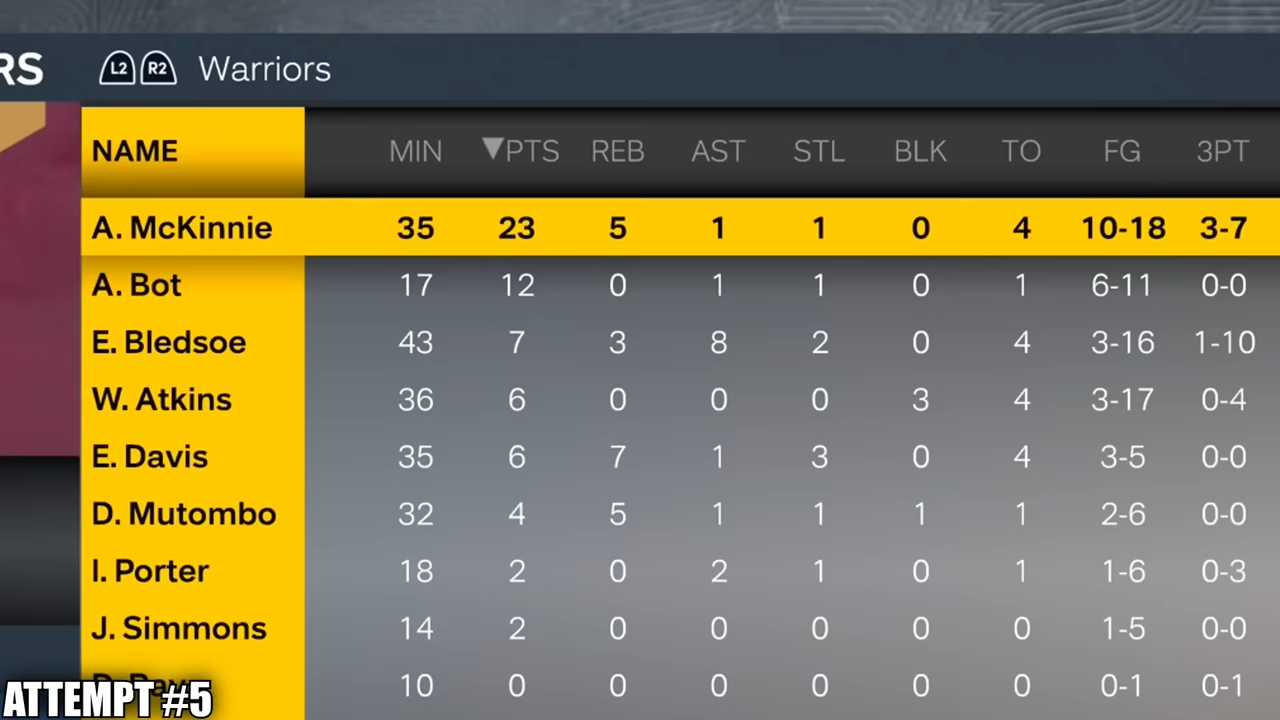 RS L2 R2 Warriors
NAME MIN ▼PTS REB AST STL BLK TO FG 3PT
A. McKinnie 35 23 5 1 1 0 4 10-18 3-7
A. Bot 17 12 0 1 1 0 1 6-11 0-0
E. Bledsoe 43 7 3 8 2 0 4 3-16 1-10
W. Atkins 36 6 0 0 0 3 4 3-17 0-4
E. Davis 35 6 7 1 3 0 4 3-5 0-0
D. Mutombo 32 4 5 1 1 1 1 2-6 0-0
I. Porter 18 2 0 2 1 0 1 1-6 0-3
J. Simmons 14 2 0 0 0 0 0 1-5 0-0
10 0 0 0 0 0 0 0-1 0-1
ATTEMPT #5